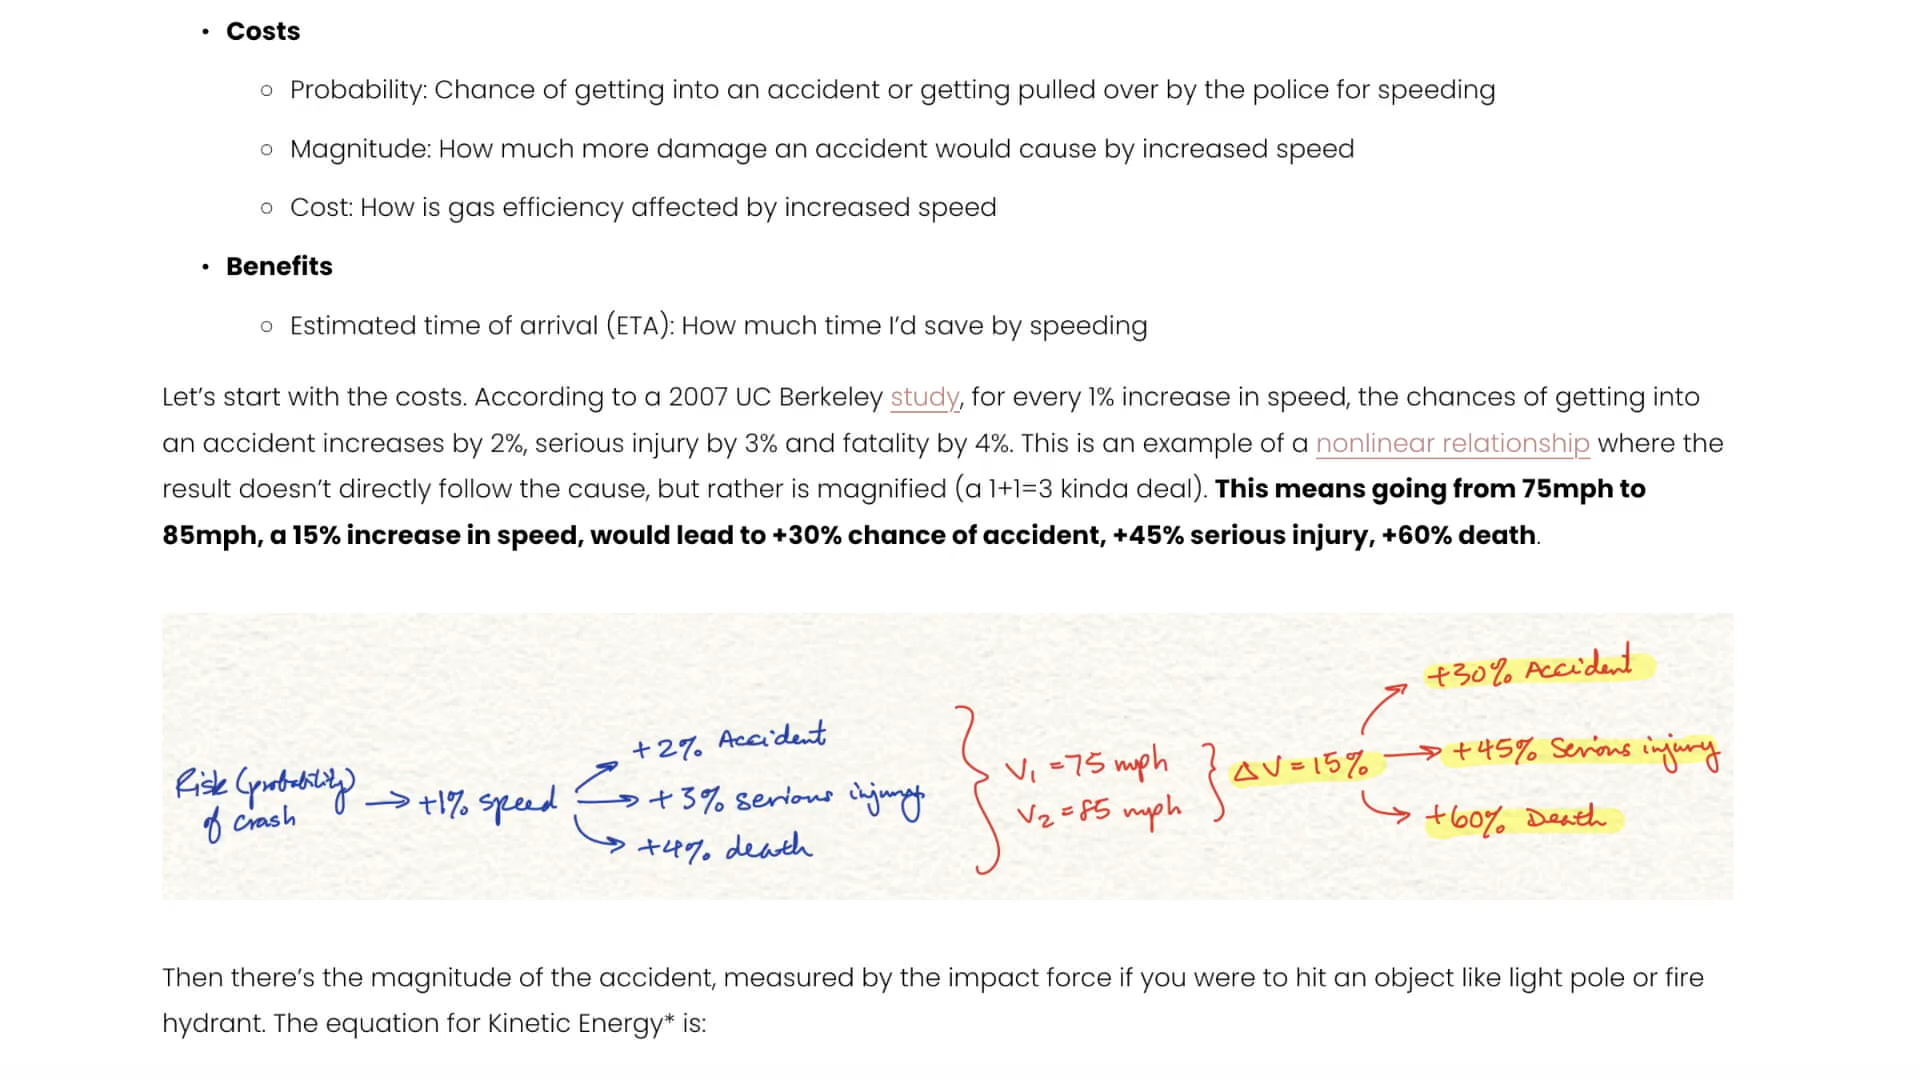 • Costs
○ Probability: Chance of getting into an accident or getting pulled over by the police for speeding
○ Magnitude: How much more damage an accident would cause by increased speed
○ Cost: How is gas efficiency affected by increased speed
• Benefits
○ Estimated time of arrival (ETA): How much time I'd save by speeding
Let's start with the costs. According to a 2007 UC Berkeley study, for every 1% increase in speed, the chances of getting into
an accident increases by 2%, serious injury by 3% and fatality by 4%. This is an example of a nonlinear relationship where the
result doesn't directly follow the cause, but rather is magnified (a 1+1=3 kinda deal). This means going from 75mph to
85mph, a 15% increase in speed, would lead to +30% chance of accident, +45% serious injury, +60% death.
Risk (probability)
of crash
→ +1% speed
+2% Accident
+3% serious injury
+4% death
V1 = 75 mph
V2 = 85 mph
ΔV = 15%
+30% Accident
+45% Serious injury
+60% Death
Then there's the magnitude of the accident, measured by the impact force if you were to hit an object like light pole or fire
hydrant. The equation for Kinetic Energy* is: